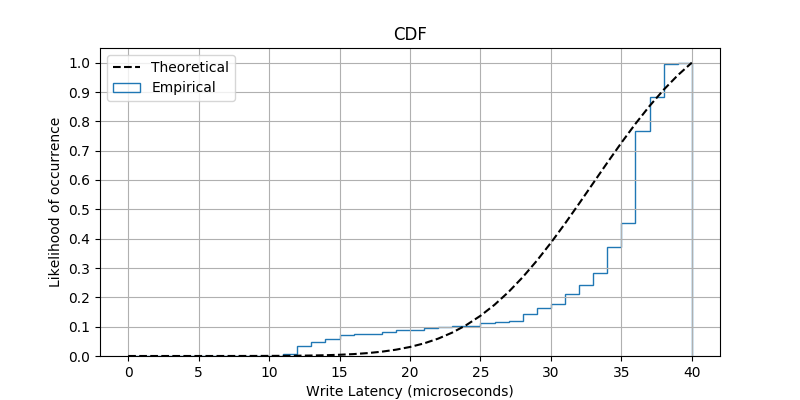 CDF
Theoretical
Empirical
Likelihood of occurrence
1.0
0.9
0.8
0.7
0.6
0.5
0.4
0.3
0.2
0.1
0.0
0 5 10 15 20 25 30 35 40
Write Latency (microseconds)